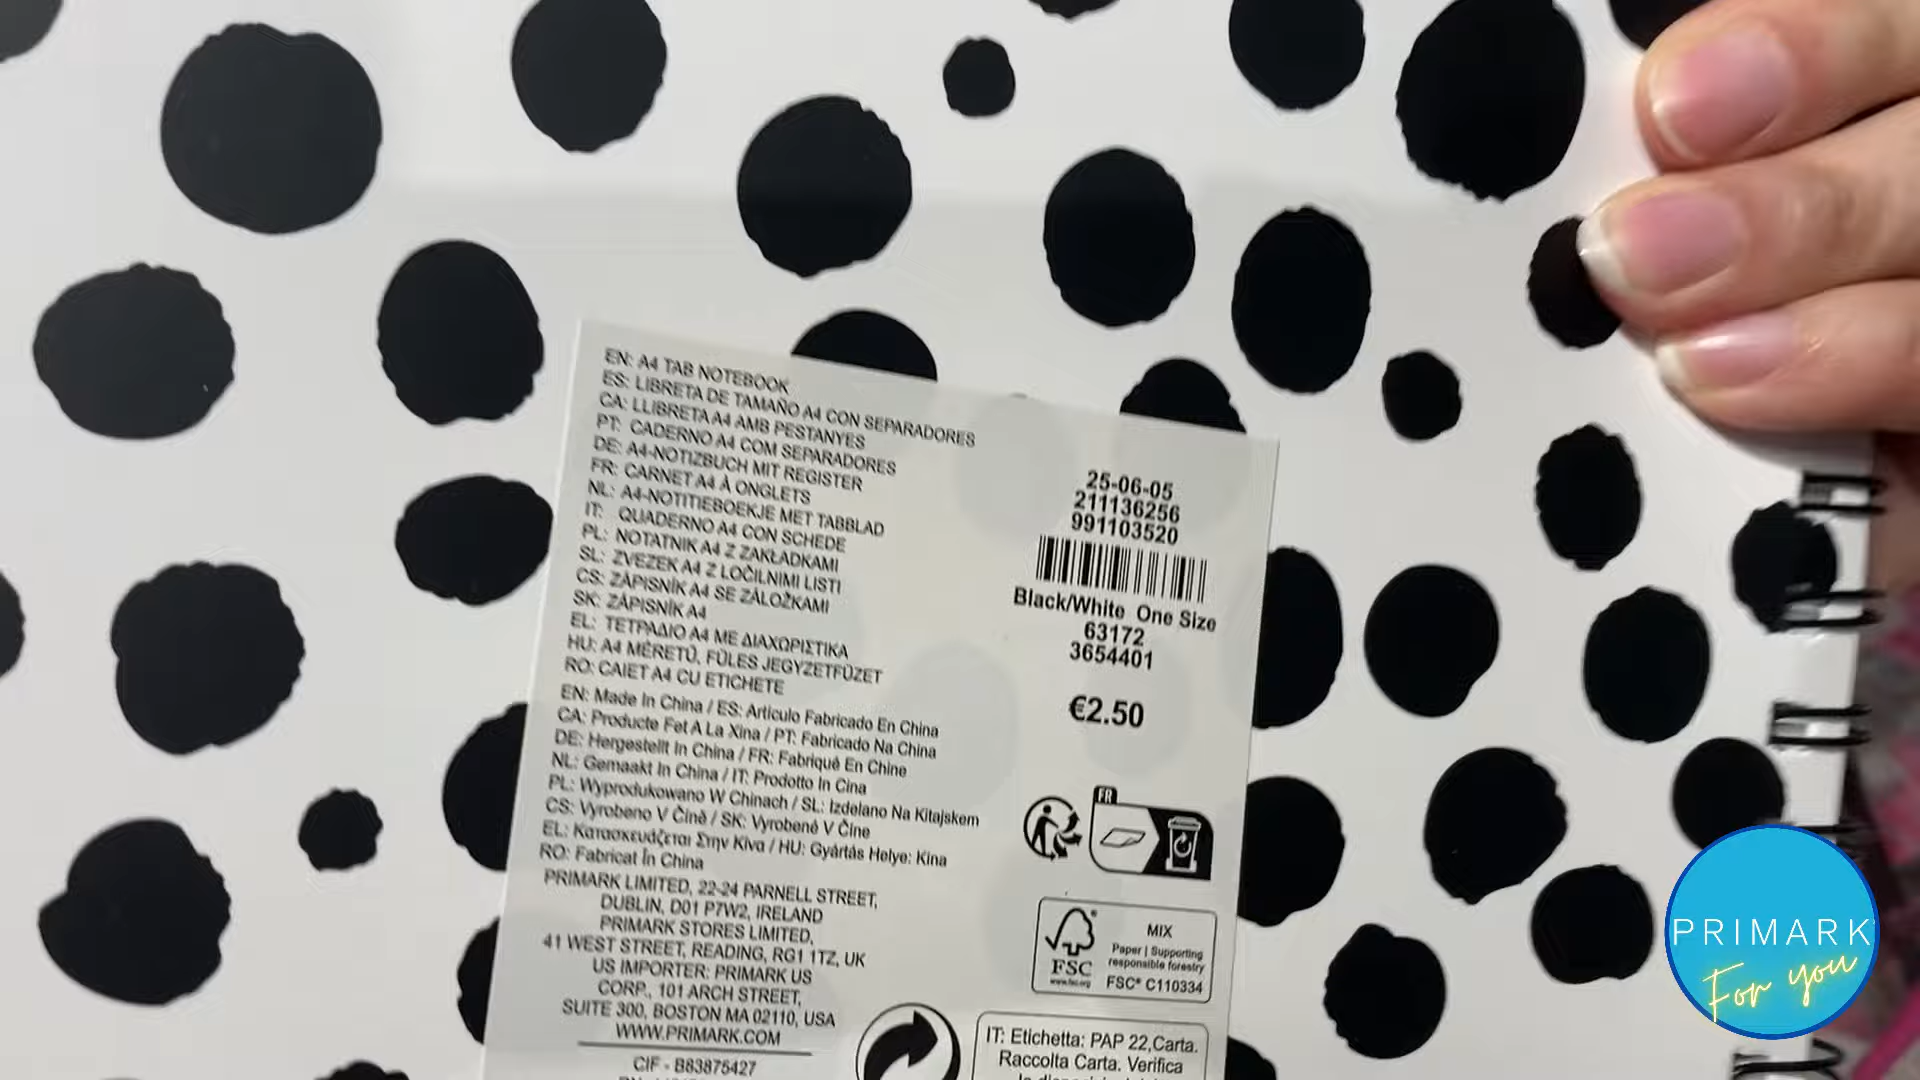 EN: A4 TAB NOTEBOOK
ES: LIBRETA DE TAMAÑO A4 CON SEPARADORES
CA: LLIBRETA A4 AMB PESTANYES
PT: CADERNO A4 COM SEPARADORES
DE: A4-NOTIZBUCH MIT REGISTER
FR: CARNET A4 À ONGLETS
NL: A4-NOTITIEBOEKJE MET TABBLAD
IT: QUADERNO A4 CON SCHEDE
PL: NOTATNIK A4 Z ZAKŁADKAMI
SL: ZVEZEK A4 Z LOČILNIMI LISTI
CS: ZÁPISNÍK A4 SE ZÁLOŽKAMI
SK: ZÁPISNÍK A4
EL: ΤΕΤΡΑΔΙΟ Α4 ΜΕ ΔΙΑΧΩΡΙΣΤΙΚΑ
HU: A4 MÉRETŰ, FÜLES JEGYZETFÜZET
RO: CAIET A4 CU ETICHETE
EN: Made In China / ES: Artículo Fabricado En China
CA: Producte Fet A La Xina / PT: Fabricado Na China
DE: Hergestellt In China / FR: Fabriqué En Chine
NL: Gemaakt In China / IT: Prodotto In Cina
PL: Wyprodukowano W Chinach / SL: Izdelano Na Kitajskem
CS: Vyrobeno V Číně / SK: Vyrobené V Číne
EL: Κατασκευάζεται Στην Κίνα / HU: Gyártás Helye: Kína
RO: Fabricat În China
PRIMARK LIMITED, 22-24 PARNELL STREET,
DUBLIN, D01 P7W2, IRELAND
PRIMARK STORES LIMITED,
41 WEST STREET, READING, RG1 1TZ, UK
US IMPORTER: PRIMARK US
CORP., 101 ARCH STREET,
SUITE 300, BOSTON MA 02110, USA
WWW.PRIMARK.COM
CIF - B83875427
25-06-05
211136256
991103520
Black/White One Size
63172
3654401
€2.50
FR
FSC
www.fsc.org
MIX
Paper | Supporting
responsible forestry
FSC® C110334
IT: Etichetta: PAP 22,Carta.
Raccolta Carta. Verifica
PRIMARK
For you